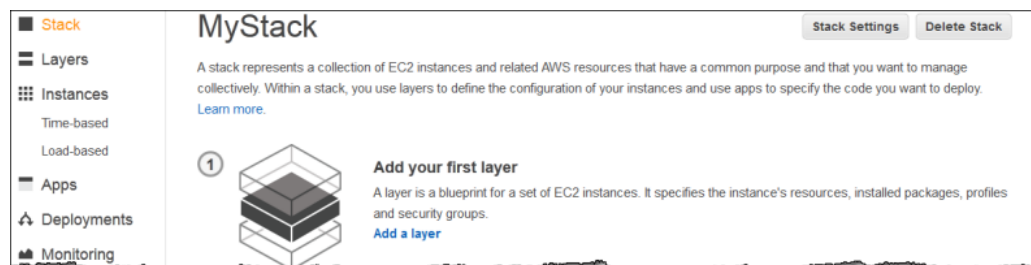 Stack
Layers
Instances
Time-based
Load-based
Apps
Deployments
Monitoring
MyStack
Stack Settings
Delete Stack
A stack represents a collection of EC2 instances and related AWS resources that have a common purpose and that you want to manage
collectively. Within a stack, you use layers to define the configuration of your instances and use apps to specify the code you want to deploy.
Learn more.
1
Add your first layer
A layer is a blueprint for a set of EC2 instances. It specifies the instance's resources, installed packages, profiles
and security groups.
Add a layer